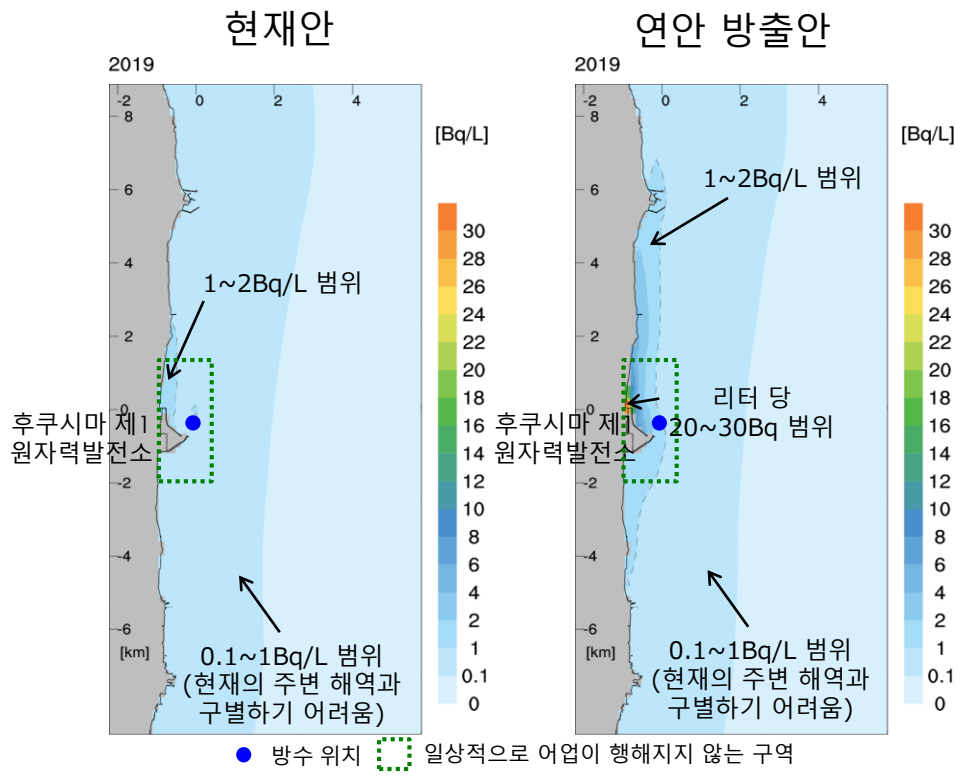 현재안
2019
-2
0
2
4
8
6
4
2
0
-2
-4
-6
[km]
1~2Bq/L 범위
후쿠시마 제1
원자력발전소
0.1~1Bq/L 범위
(현재의 주변 해역과
구별하기 어려움)
[Bq/L]
30
28
26
24
22
20
18
16
14
12
10
8
6
4
2
1
0.1
0
연안 방출안
2019
-2
0
2
4
8
6
4
2
0
-2
-4
-6
[km]
1~2Bq/L 범위
리터 당
20~30Bq 범위
후쿠시마 제1
원자력발전소
0.1~1Bq/L 범위
(현재의 주변 해역과
구별하기 어려움)
[Bq/L]
30
28
26
24
22
20
18
16
14
12
10
8
6
4
2
1
0.1
0
방수 위치
일상적으로 어업이 행해지지 않는 구역